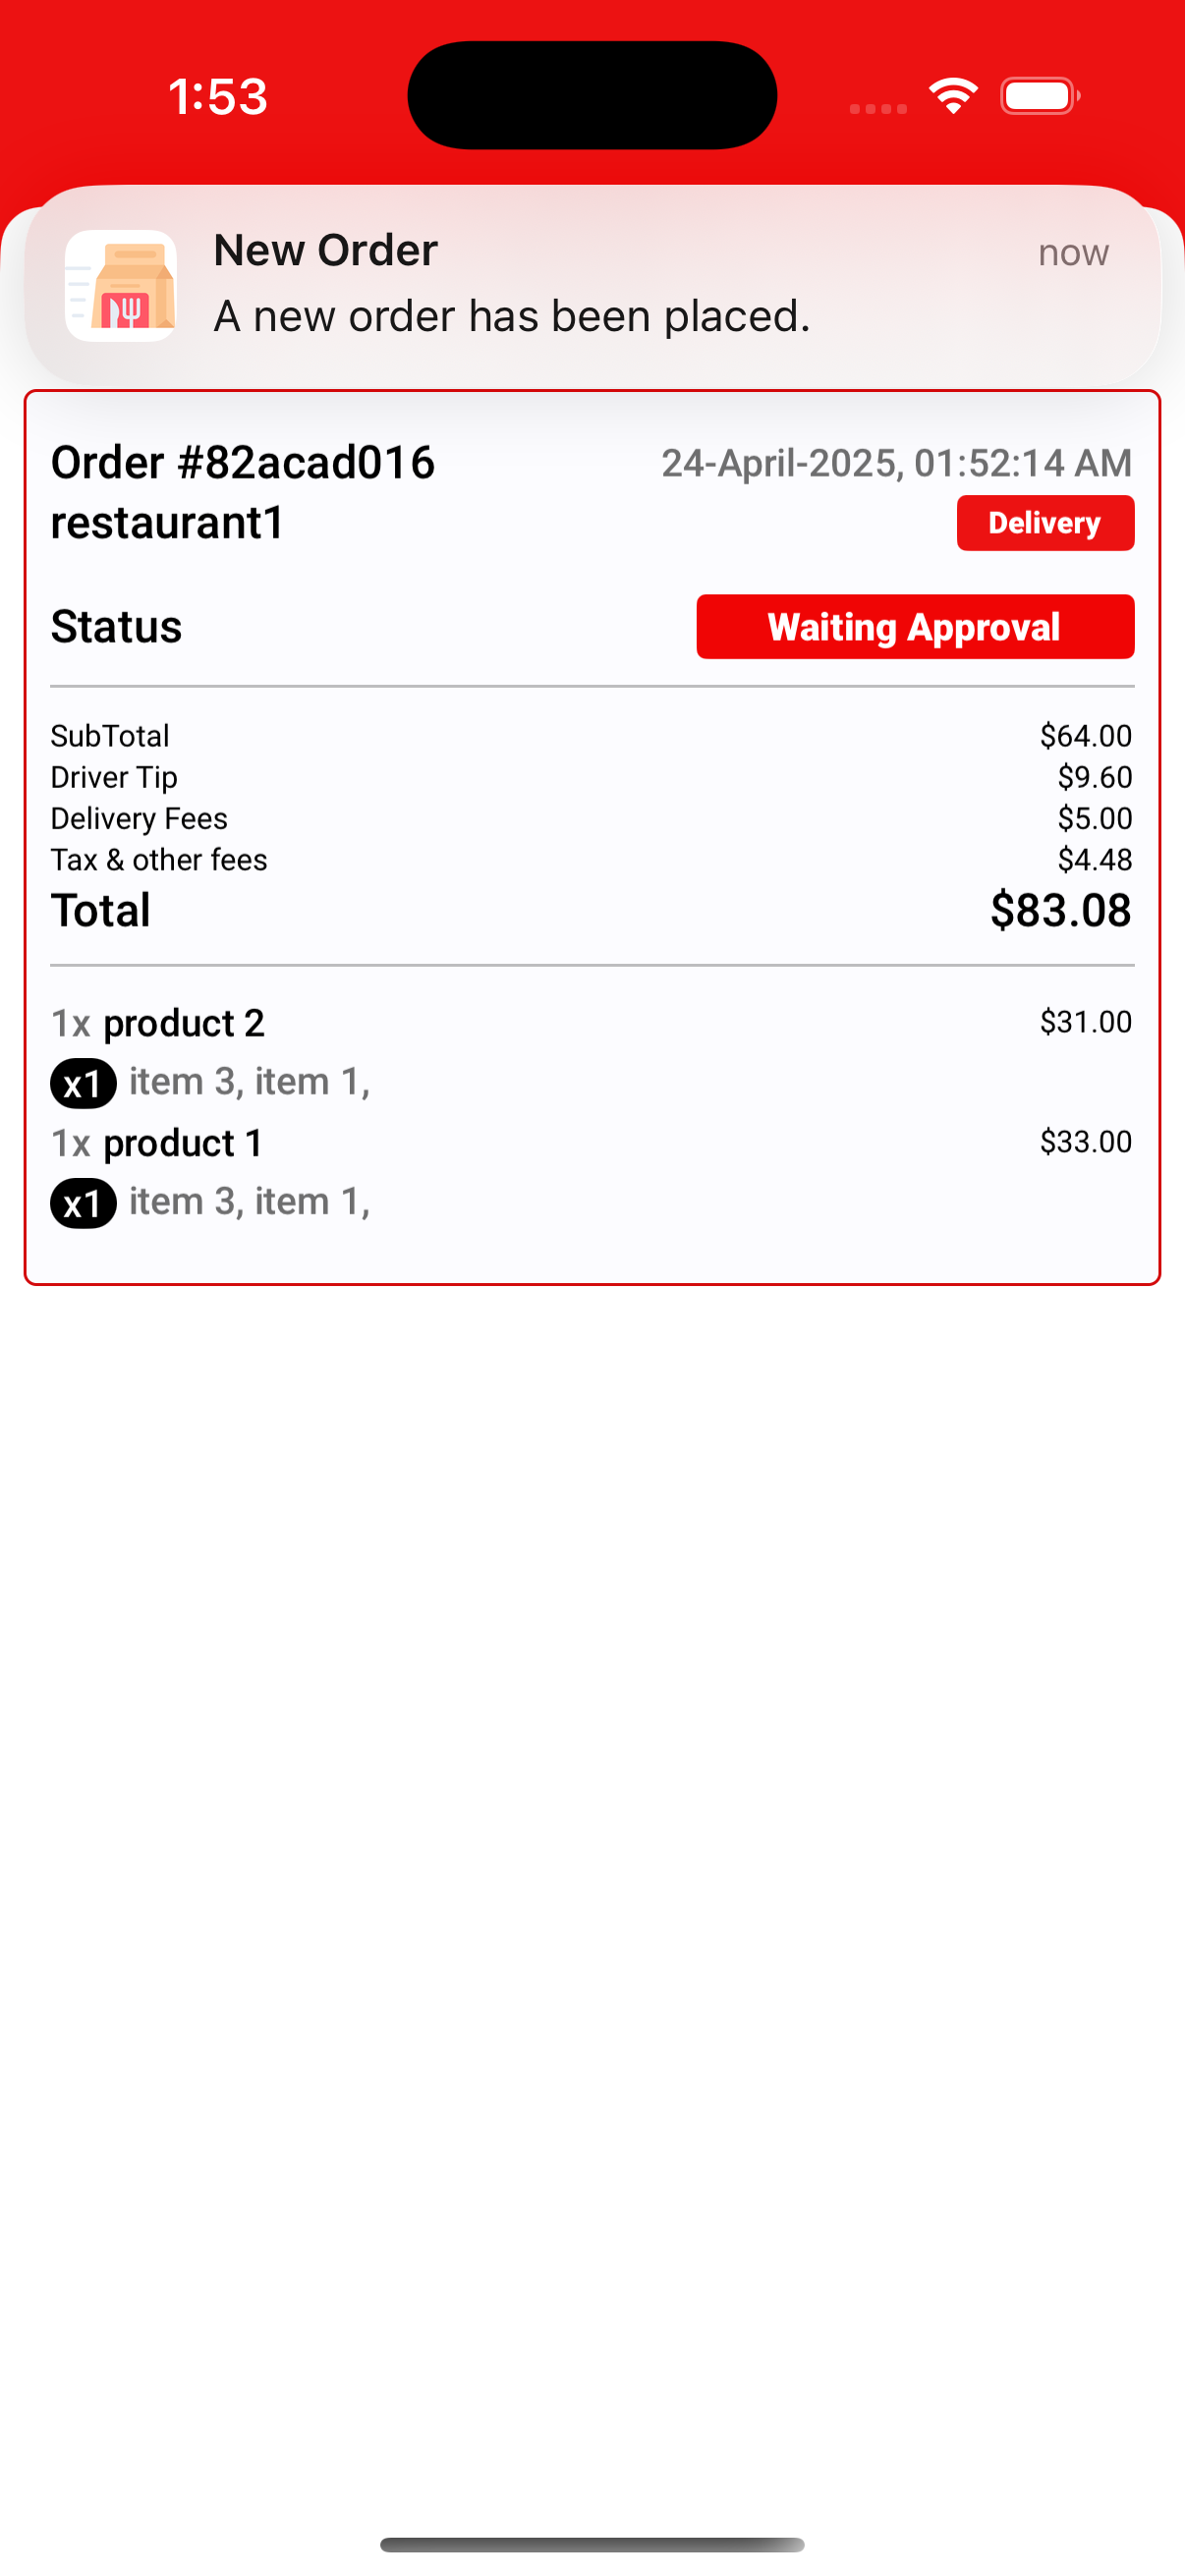 1:53
New Order
now
A new order has been placed.
Order #82acad016
24-April-2025, 01:52:14 AM
restaurant1
Delivery
Status
Waiting Approval
SubTotal
$64.00
Driver Tip
$9.60
Delivery Fees
$5.00
Tax & other fees
$4.48
Total
$83.08
1x product 2
$31.00
x1 item 3, item 1,
1x product 1
$33.00
x1 item 3, item 1,